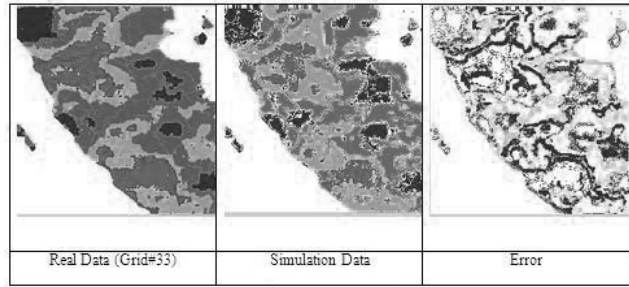 Real Data (Grid#33)
Simulation Data
Error